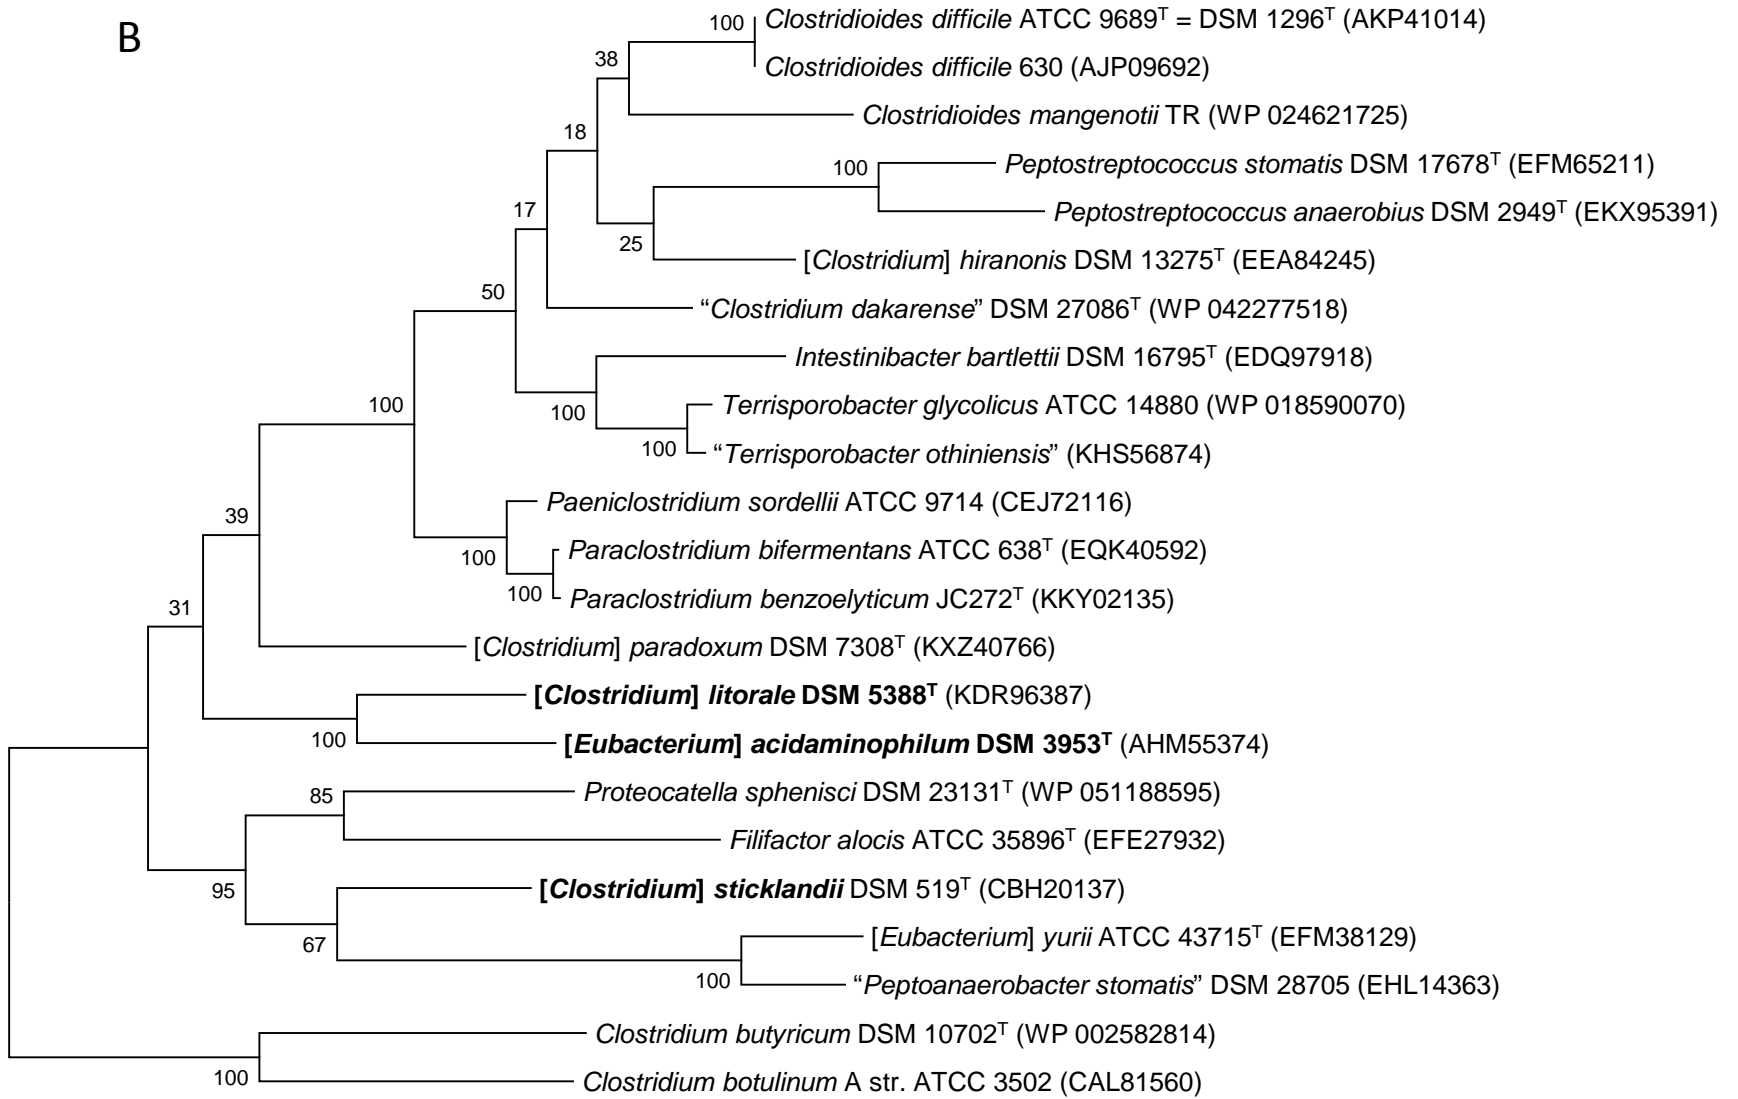 B
100
Clostridioides difficile ATCC 9689ᵀ = DSM 1296ᵀ (AKP41014)
38
Clostridioides difficile 630 (AJP09692)
Clostridioides mangenotii TR (WP 024621725)
18
100
Peptostreptococcus stomatis DSM 17678ᵀ (EFM65211)
17
Peptostreptococcus anaerobius DSM 2949ᵀ (EKX95391)
25
[Clostridium] hiranonis DSM 13275ᵀ (EEA84245)
50
“Clostridium dakarense” DSM 27086ᵀ (WP 042277518)
Intestinibacter bartlettii DSM 16795ᵀ (EDQ97918)
100
100
Terrisporobacter glycolicus ATCC 14880 (WP 018590070)
100
“Terrisporobacter othiniensis” (KHS56874)
Paeniclostridium sordellii ATCC 9714 (CEJ72116)
39
100
Paraclostridium bifermentans ATCC 638ᵀ (EQK40592)
100
Paraclostridium benzoelyticum JC272ᵀ (KKY02135)
31
[Clostridium] paradoxum DSM 7308ᵀ (KXZ40766)
[Clostridium] litorale DSM 5388ᵀ (KDR96387)
100
[Eubacterium] acidaminophilum DSM 3953ᵀ (AHM55374)
85
Proteocatella sphenisci DSM 23131ᵀ (WP 051188595)
Filifactor alocis ATCC 35896ᵀ (EFE27932)
95
[Clostridium] sticklandii DSM 519ᵀ (CBH20137)
67
[Eubacterium] yurii ATCC 43715ᵀ (EFM38129)
100
“Peptoanaerobacter stomatis” DSM 28705 (EHL14363)
Clostridium butyricum DSM 10702ᵀ (WP 002582814)
100
Clostridium botulinum A str. ATCC 3502 (CAL81560)